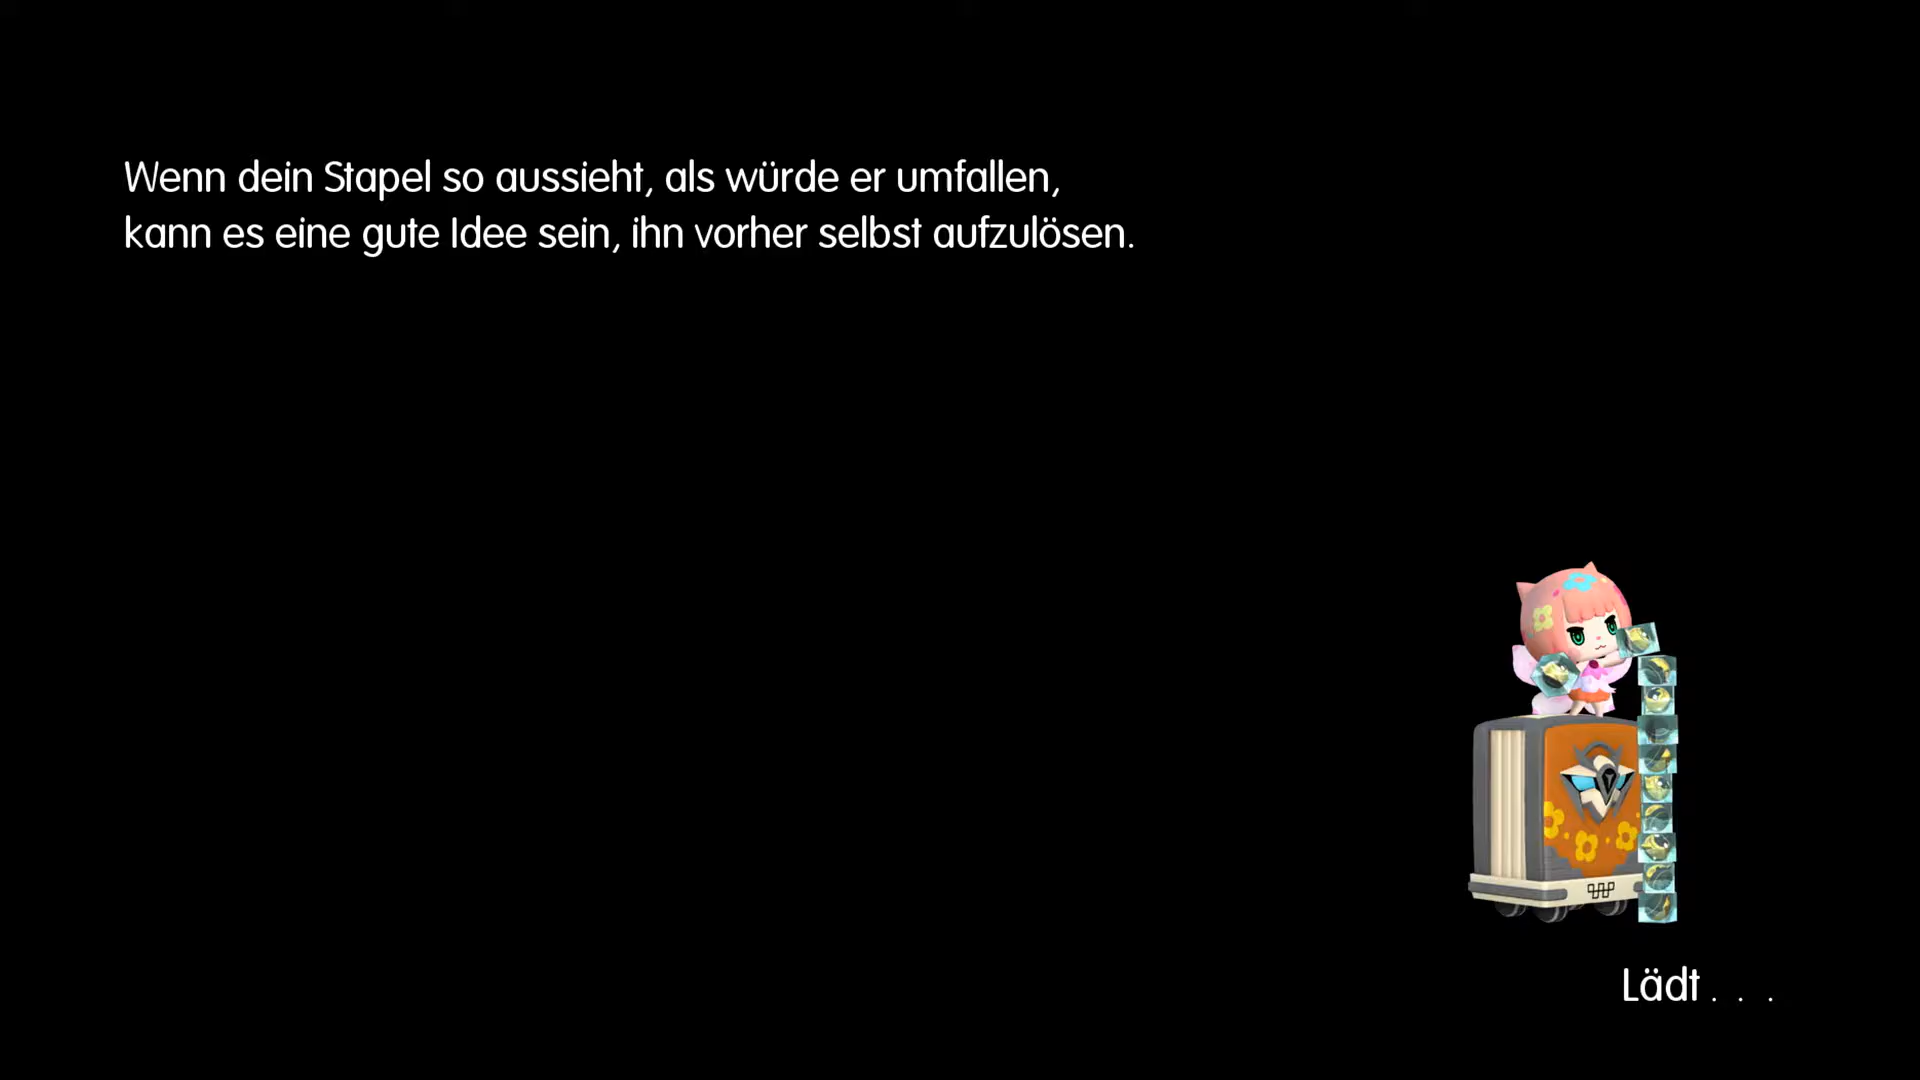 Wenn dein Stapel so aussieht, als würde er umfallen,
kann es eine gute Idee sein, ihn vorher selbst aufzulösen.
Lädt . . .